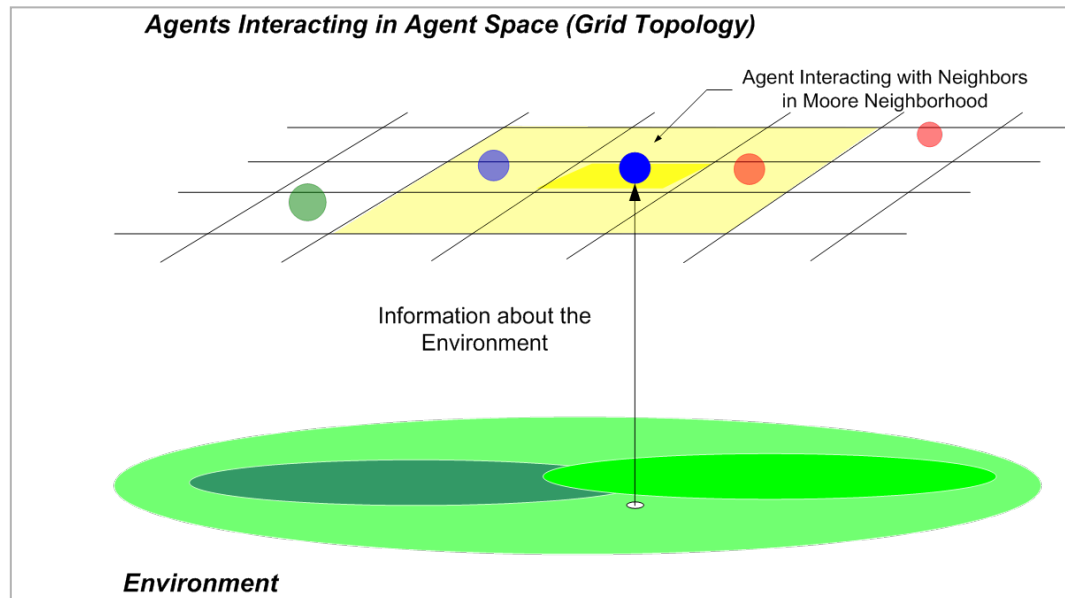 Agents Interacting in Agent Space (Grid Topology)
Agent Interacting with Neighbors
in Moore Neighborhood
Information about the
Environment
Environment